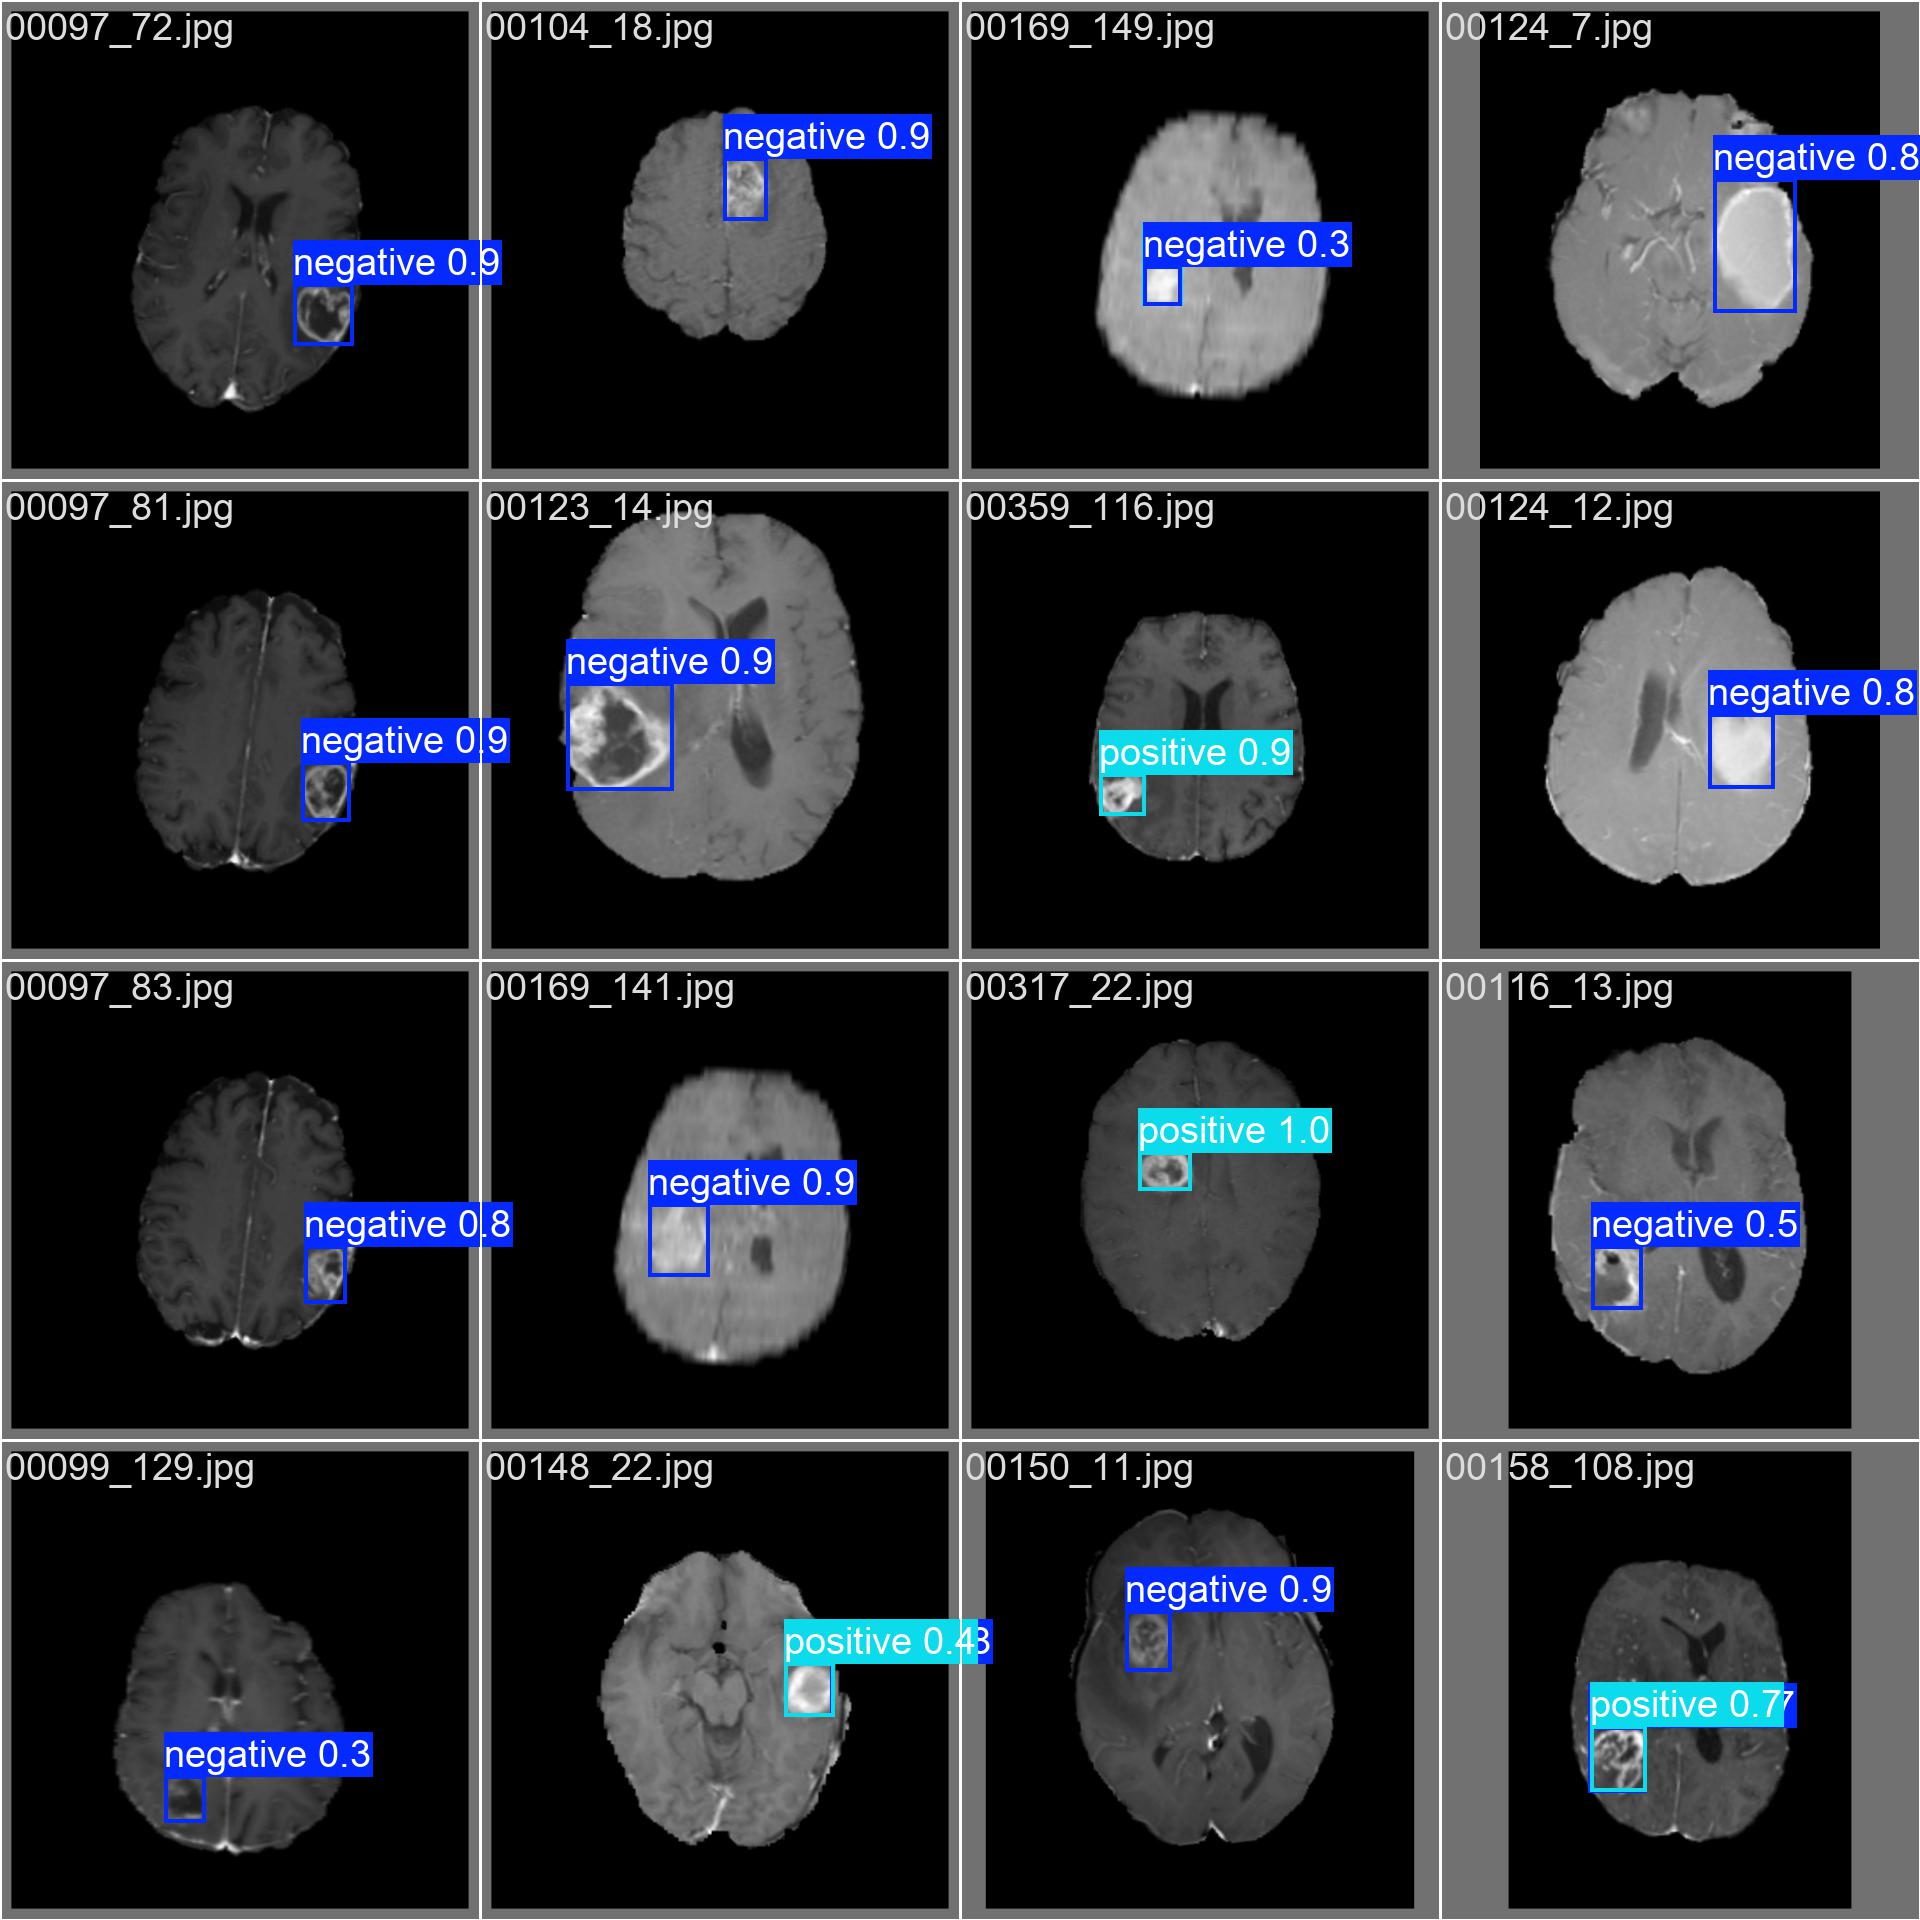 00097_72.jpg
negative 0.9
00104_18.jpg
negative 0.9
00169_149.jpg
negative 0.3
00124_7.jpg
negative 0.8
00097_81.jpg
negative 0.9
00123_14.jpg
negative 0.9
00359_116.jpg
positive 0.9
00124_12.jpg
negative 0.8
00097_83.jpg
negative 0.8
00169_141.jpg
negative 0.9
00317_22.jpg
positive 1.0
00116_13.jpg
negative 0.5
00099_129.jpg
negative 0.3
00148_22.jpg
positive 0.4
00150_11.jpg
negative 0.9
00158_108.jpg
positive 0.7